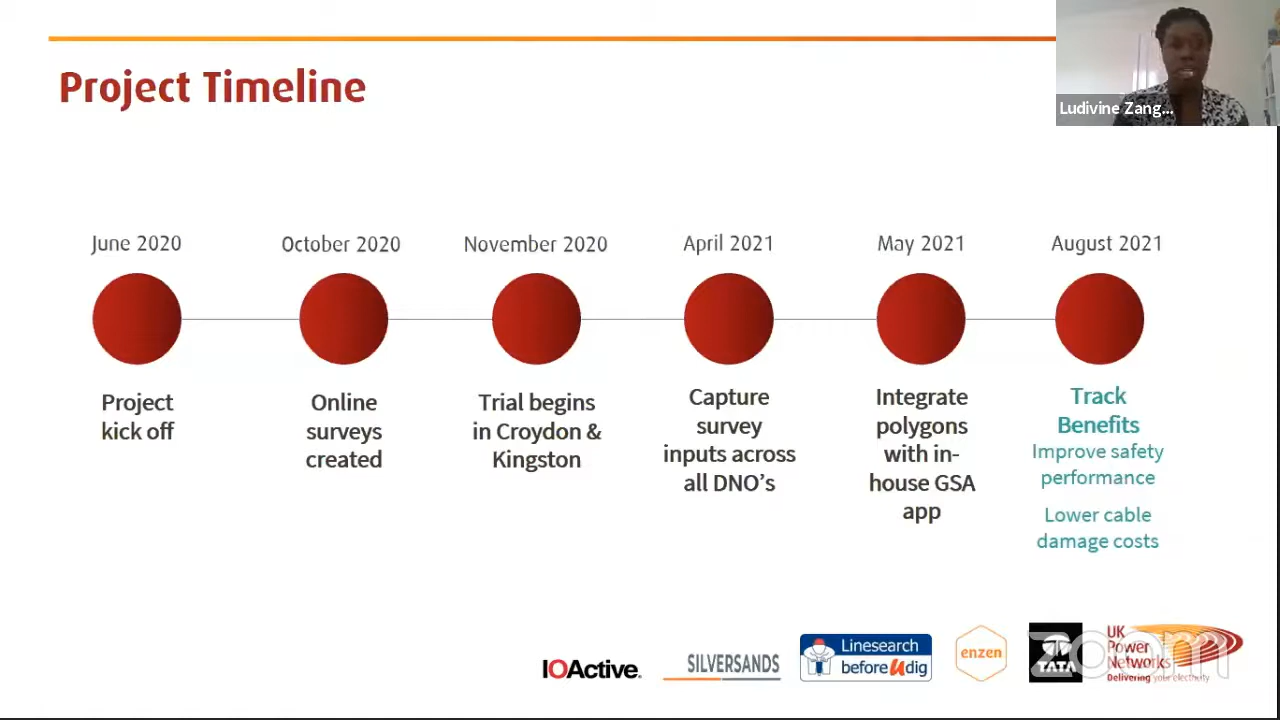 Project Timeline
Ludivine Zang...
June 2020
October 2020
November 2020
April 2021
May 2021
August 2021
Project
kick off
Online
surveys
created
Trial begins
in Croydon &
Kingston
Capture
survey
inputs across
all DNO's
Integrate
polygons
with in-
house GSA
app
Track
Benefits
Improve safety
performance
Lower cable
damage costs
IOActive.
SILVERSANDS
Linesearch
before Udig
enzen
TATA
UK
Power
Networks
Delivering your electricity
zoom